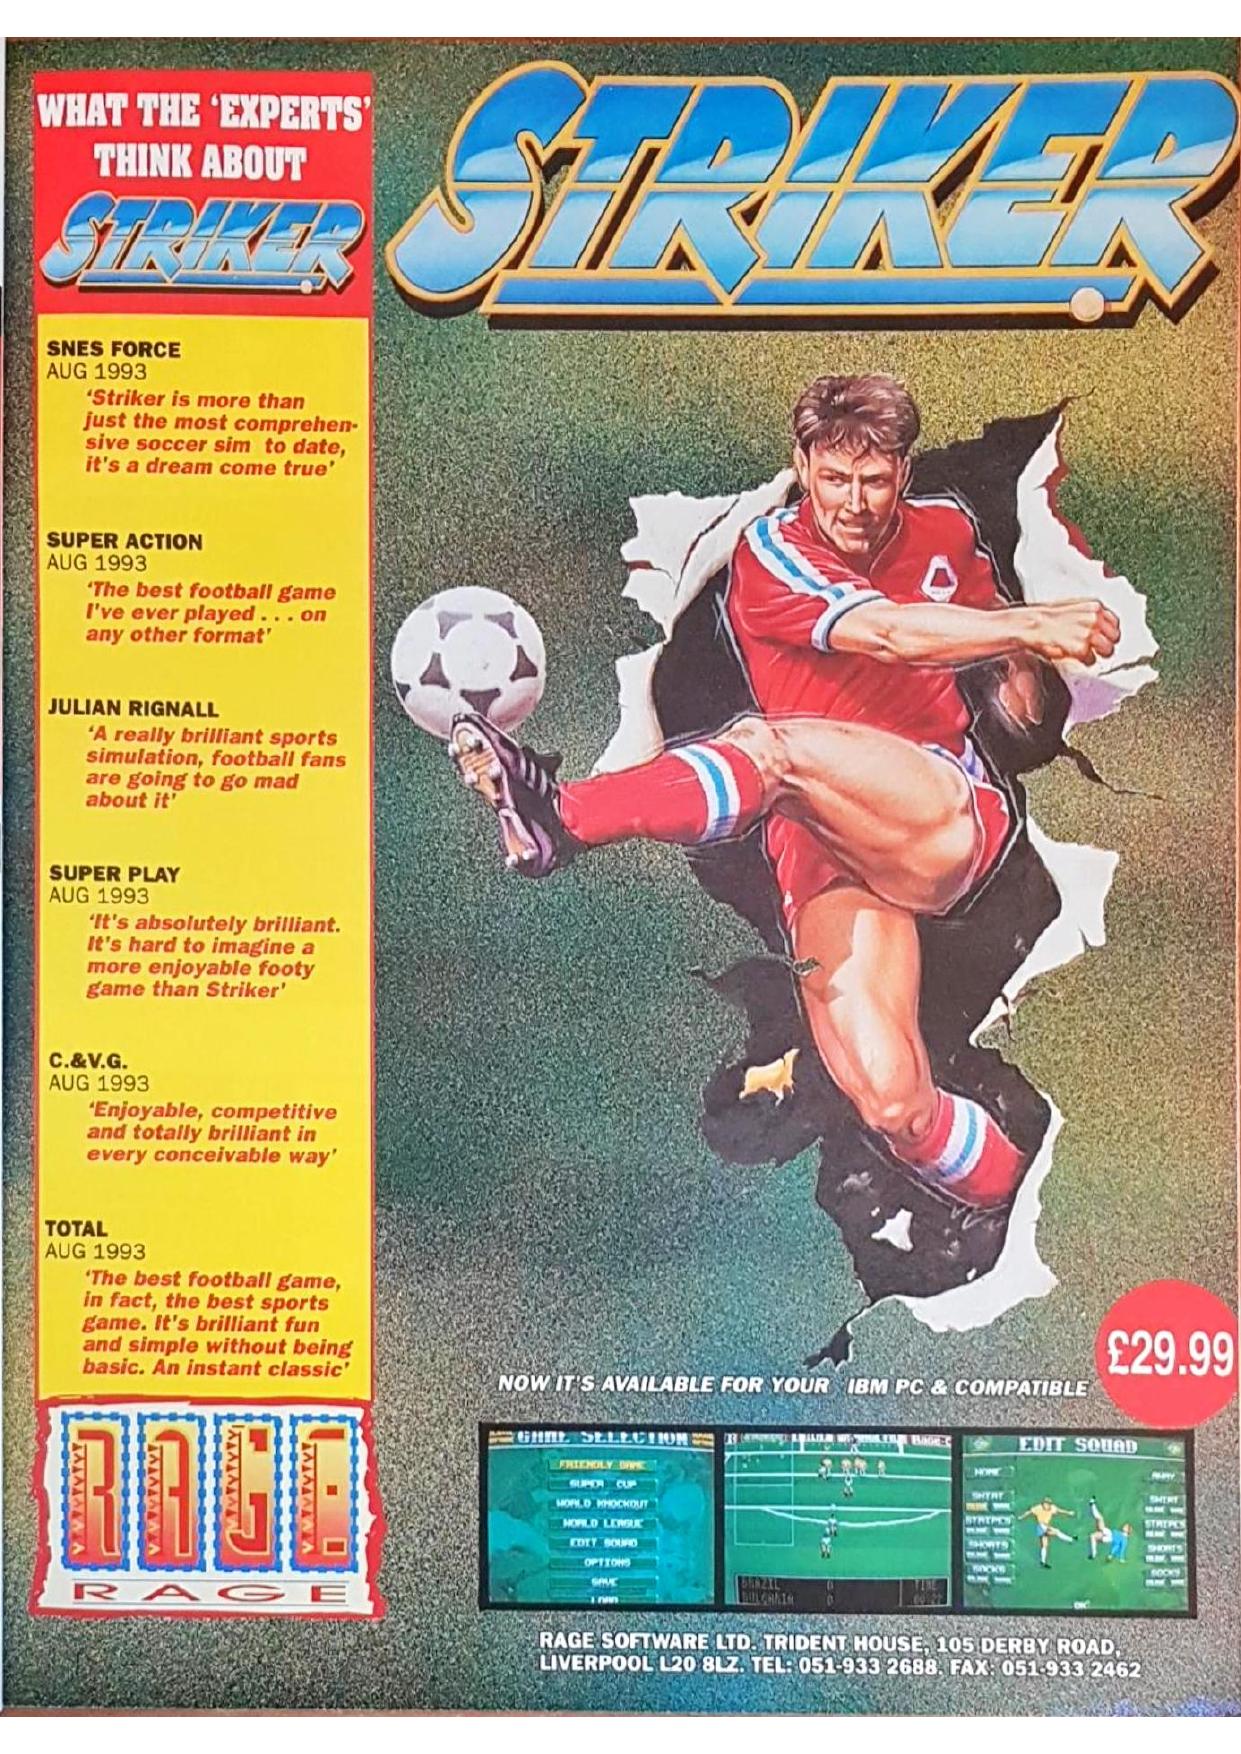 WHAT THE 'EXPERTS'
THINK ABOUT
STRIKER
SNES FORCE
AUG 1993
'Striker is more than
just the most comprehen-
sive soccer sim to date,
it's a dream come true'
SUPER ACTION
AUG 1993
'The best football game
I've ever played . . . on
any other format'
JULIAN RIGNALL
'A really brilliant sports
simulation, football fans
are going to go mad
about it'
SUPER PLAY
AUG 1993
'It's absolutely brilliant.
It's hard to imagine a
more enjoyable footy
game than Striker'
C.&V.G.
AUG 1993
'Enjoyable, competitive
and totally brilliant in
every conceivable way'
TOTAL
AUG 1993
'The best football game,
in fact, the best sports
game. It's brilliant fun
and simple without being
basic. An instant classic'
RAGE
RAGE
STRIKER
£29.99
NOW IT'S AVAILABLE FOR YOUR IBM PC & COMPATIBLE
GAME SELECTION
FRIENDLY GAME
SUPER CUP
WORLD KNOCKOUT
WORLD LEAGUE
EDIT SQUAD
OPTIONS
SAVE
LOAD
BRAZIL 0
BULGARIA 0
TIME
EDIT SQUAD
HOME
SHIRT
STRIPES
SHORTS
SOCKS
AWAY
SHIRT
STRIPES
SHORTS
SOCKS
OK
RAGE SOFTWARE LTD. TRIDENT HOUSE, 105 DERBY ROAD,
LIVERPOOL L20 8LZ. TEL: 051-933 2688. FAX: 051-933 2462